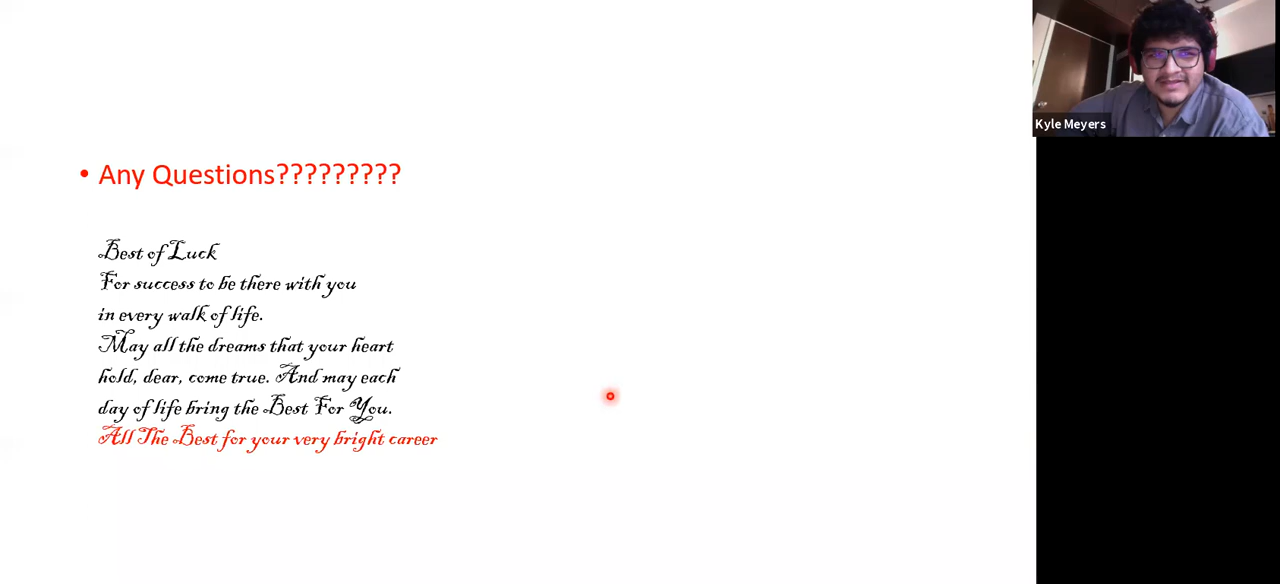 • Any Questions?????????
Best of Luck
For success to be there with you
in every walk of life.
May all the dreams that your heart
hold, dear, come true. And may each
day of life bring the Best For You.
All The Best for your very bright career
Kyle Meyers